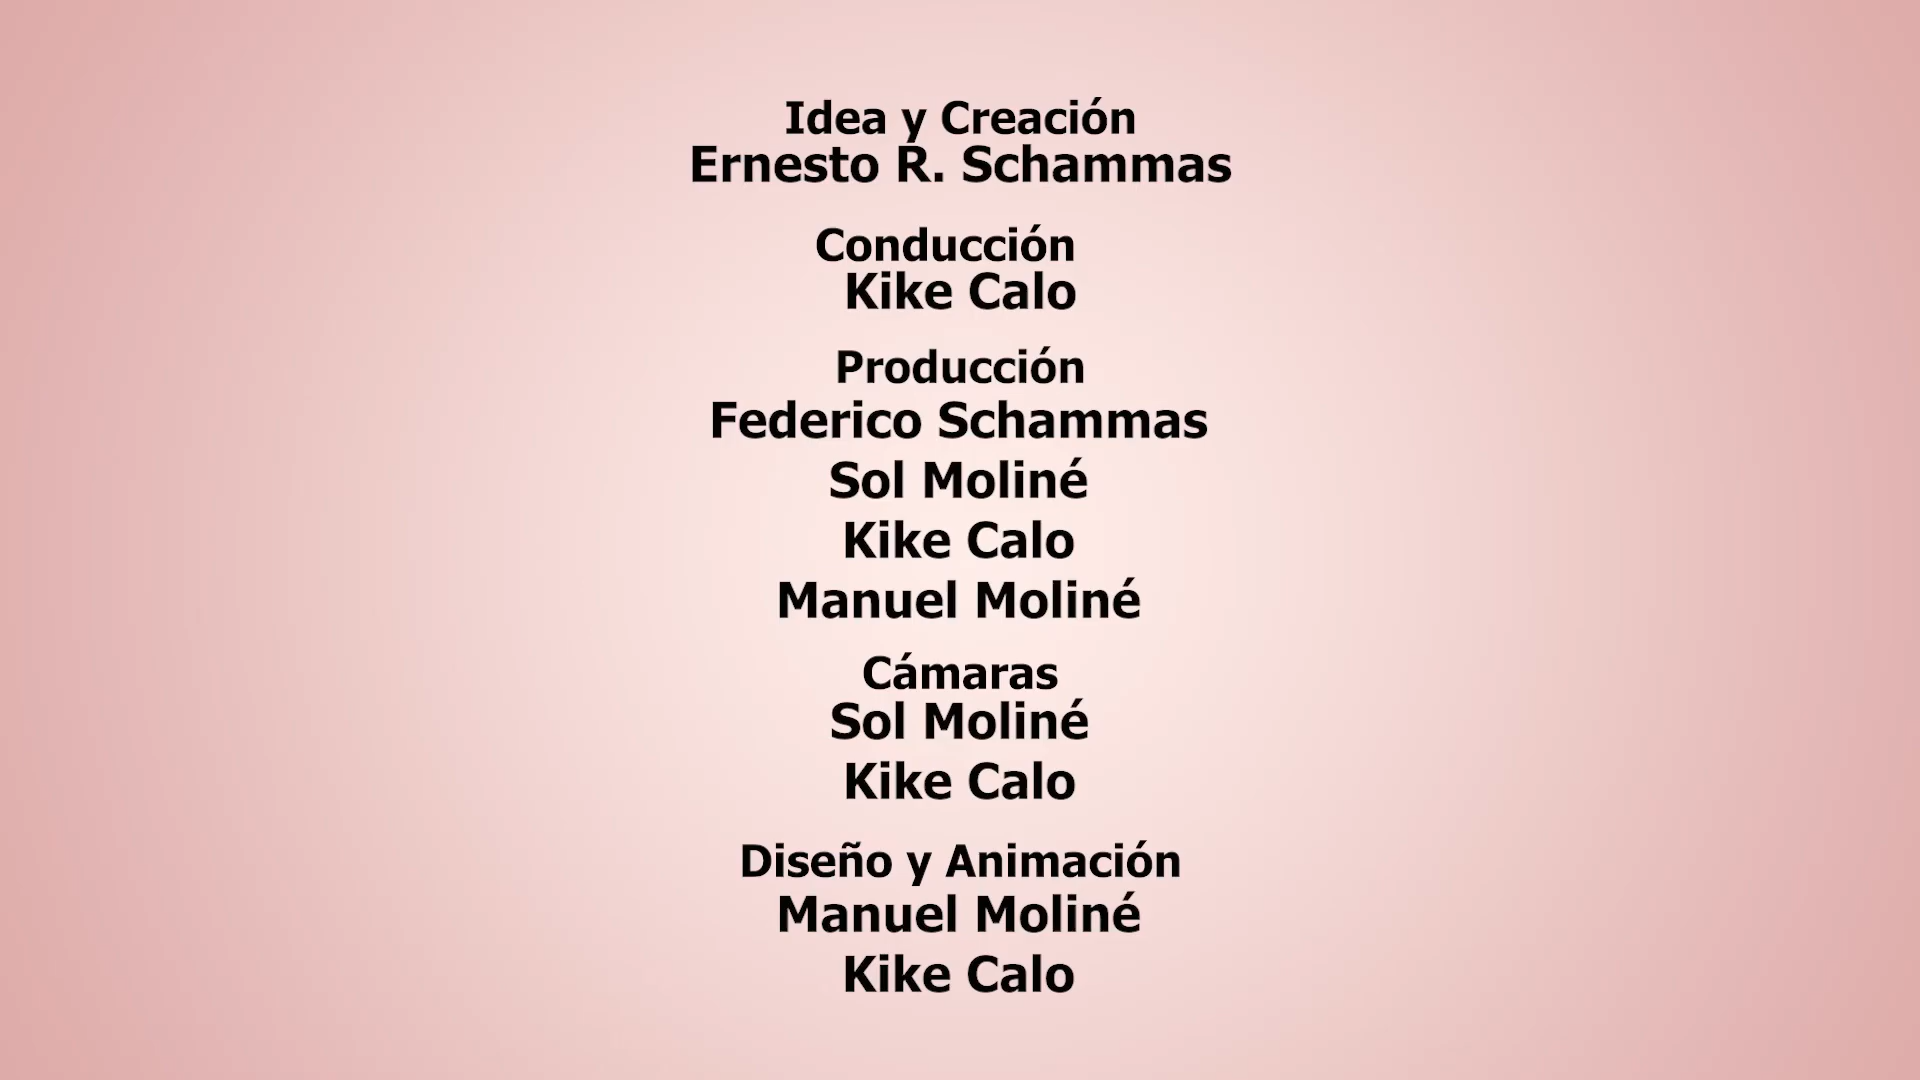 Idea y Creación
Ernesto R. Schammas
Conducción
Kike Calo
Producción
Federico Schammas
Sol Moliné
Kike Calo
Manuel Moliné
Cámaras
Sol Moliné
Kike Calo
Diseño y Animación
Manuel Moliné
Kike Calo